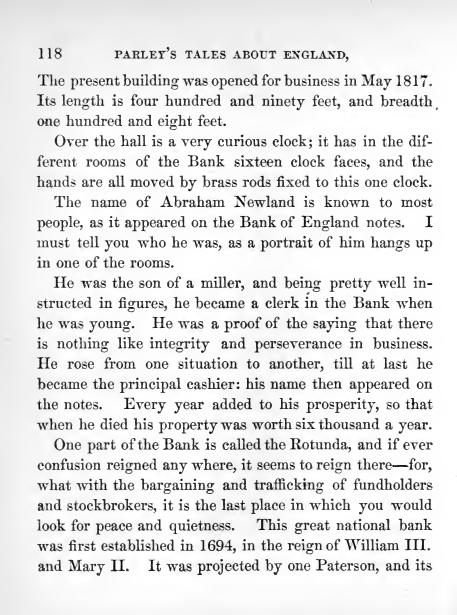 118 PARLEY'S TALES ABOUT ENGLAND,
The present building was opened for business in May 1817.
Its length is four hundred and ninety feet, and breadth,
one hundred and eight feet.
Over the hall is a very curious clock; it has in the dif-
ferent rooms of the Bank sixteen clock faces, and the
hands are all moved by brass rods fixed to this one clock.
The name of Abraham Newland is known to most
people, as it appeared on the Bank of England notes. I
must tell you who he was, as a portrait of him hangs up
in one of the rooms.
He was the son of a miller, and being pretty well in-
structed in figures, he became a clerk in the Bank when
he was young. He was a proof of the saying that there
is nothing like integrity and perseverance in business.
He rose from one situation to another, till at last he
became the principal cashier: his name then appeared on
the notes. Every year added to his prosperity, so that
when he died his property was worth six thousand a year.
One part of the Bank is called the Rotunda, and if ever
confusion reigned any where, it seems to reign there—for,
what with the bargaining and trafficking of fundholders
and stockbrokers, it is the last place in which you would
look for peace and quietness. This great national bank
was first established in 1694, in the reign of William III.
and Mary II. It was projected by one Paterson, and its